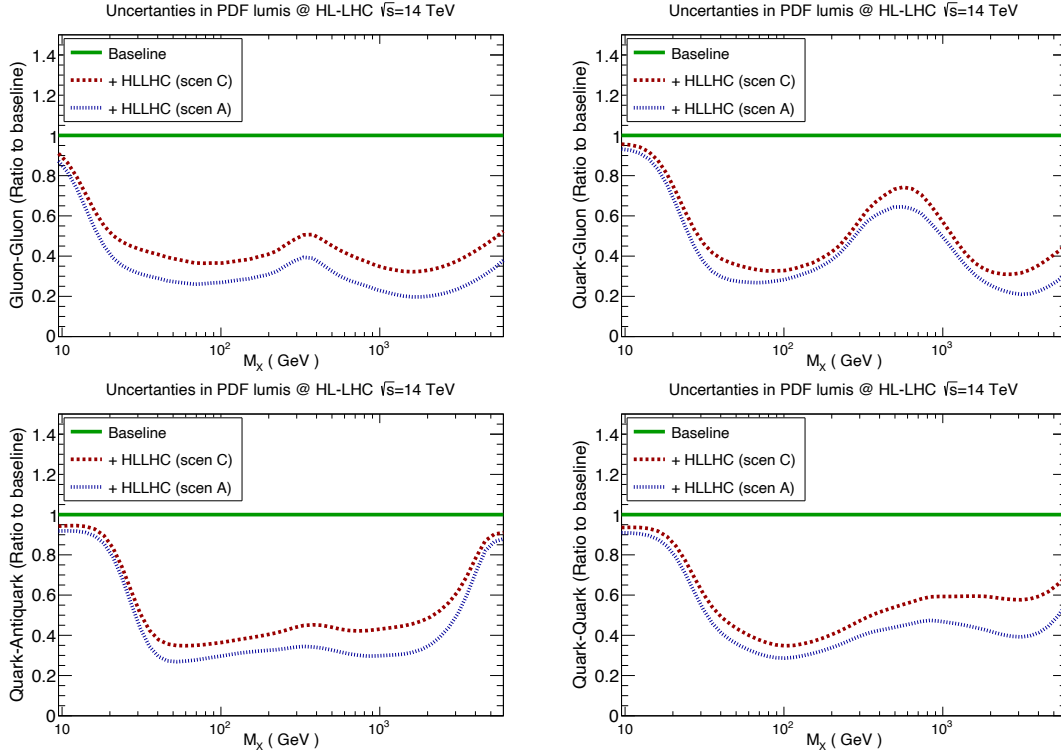 Uncertanties in PDF lumis @ HL-LHC √s=14 TeV
Gluon-Gluon (Ratio to baseline)
1.4
1.2
1
0.8
0.6
0.4
0.2
0
Baseline
+ HLLHC (scen C)
+ HLLHC (scen A)
10
10²
10³
M_X ( GeV )
Uncertanties in PDF lumis @ HL-LHC √s=14 TeV
Quark-Gluon (Ratio to baseline)
1.4
1.2
1
0.8
0.6
0.4
0.2
0
Baseline
+ HLLHC (scen C)
+ HLLHC (scen A)
10
10²
10³
M_X ( GeV )
Uncertanties in PDF lumis @ HL-LHC √s=14 TeV
Quark-Antiquark (Ratio to baseline)
1.4
1.2
1
0.8
0.6
0.4
0.2
0
Baseline
+ HLLHC (scen C)
+ HLLHC (scen A)
10
10²
10³
M_X ( GeV )
Uncertanties in PDF lumis @ HL-LHC √s=14 TeV
Quark-Quark (Ratio to baseline)
1.4
1.2
1
0.8
0.6
0.4
0.2
0
Baseline
+ HLLHC (scen C)
+ HLLHC (scen A)
10
10²
10³
M_X ( GeV )